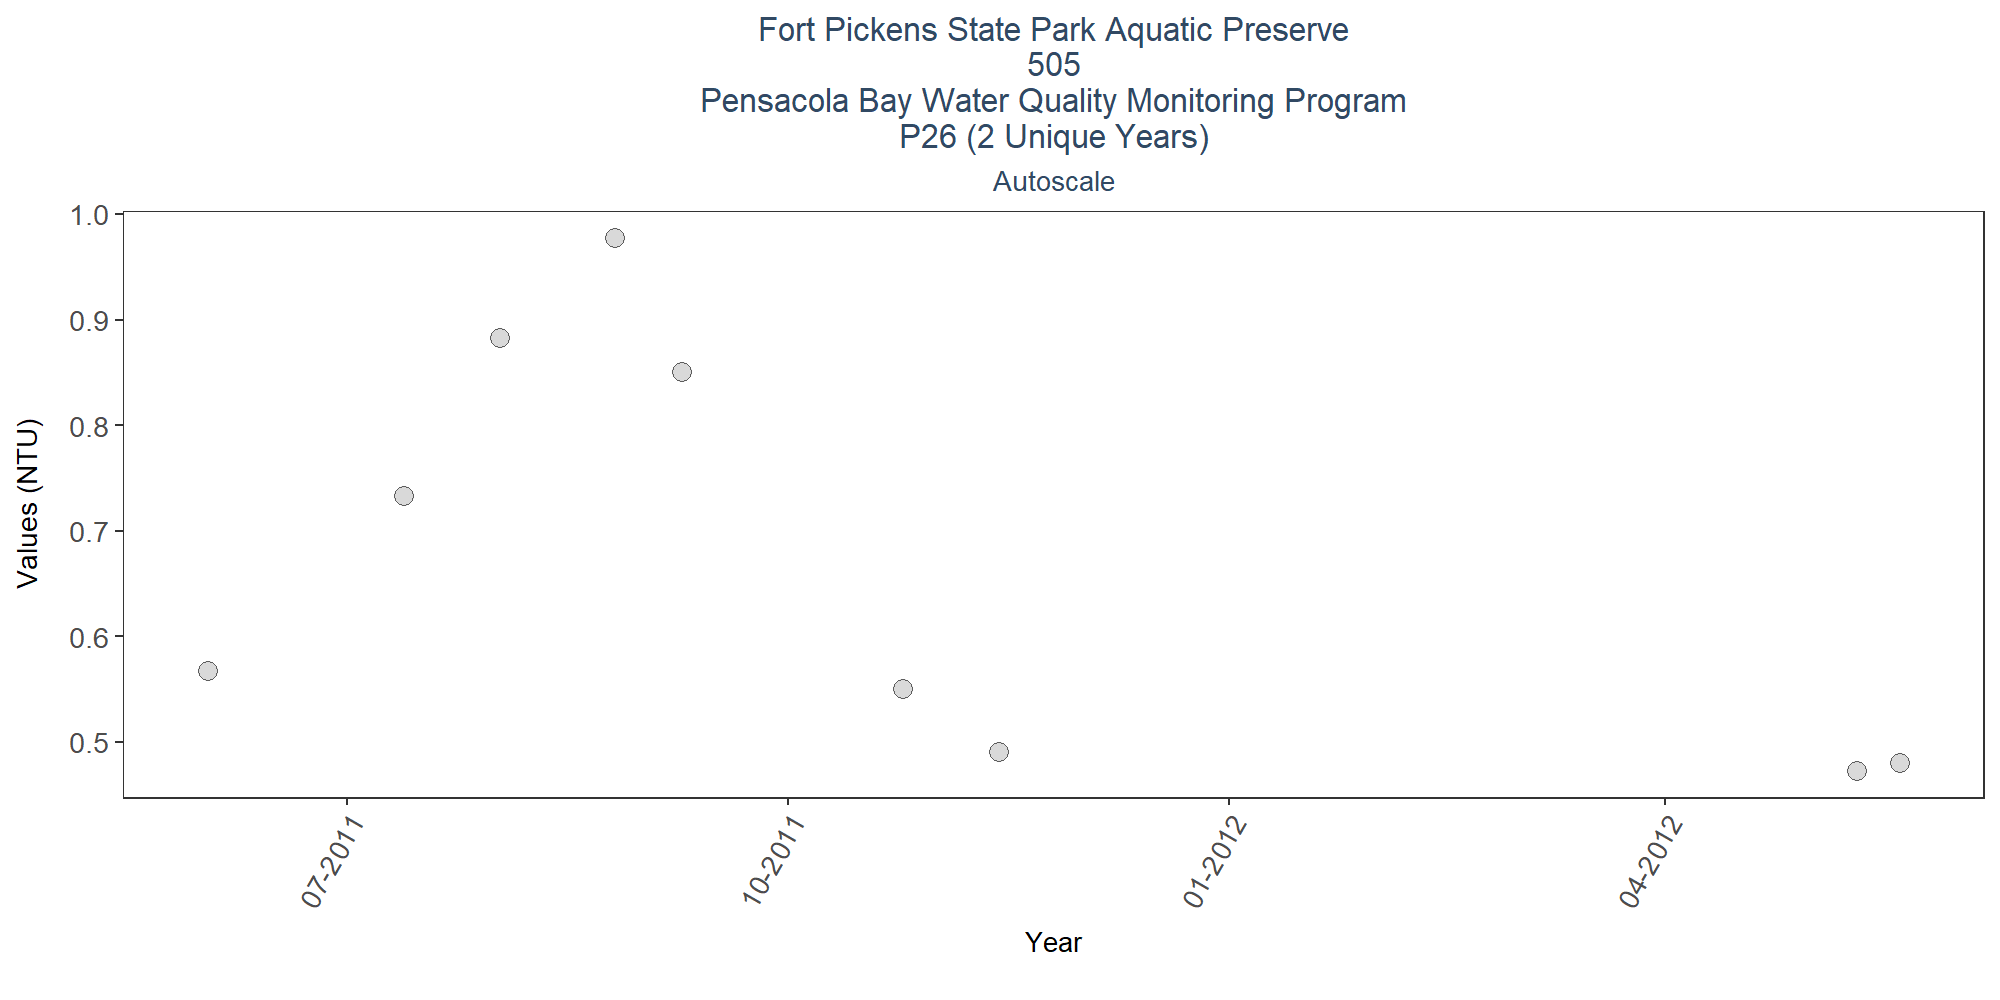 Fort Pickens State Park Aquatic Preserve
505
Pensacola Bay Water Quality Monitoring Program
P26 (2 Unique Years)
Autoscale
1.0
0.9
0.8
0.7
0.6
0.5
Values (NTU)
07-2011
10-2011
01-2012
04-2012
Year